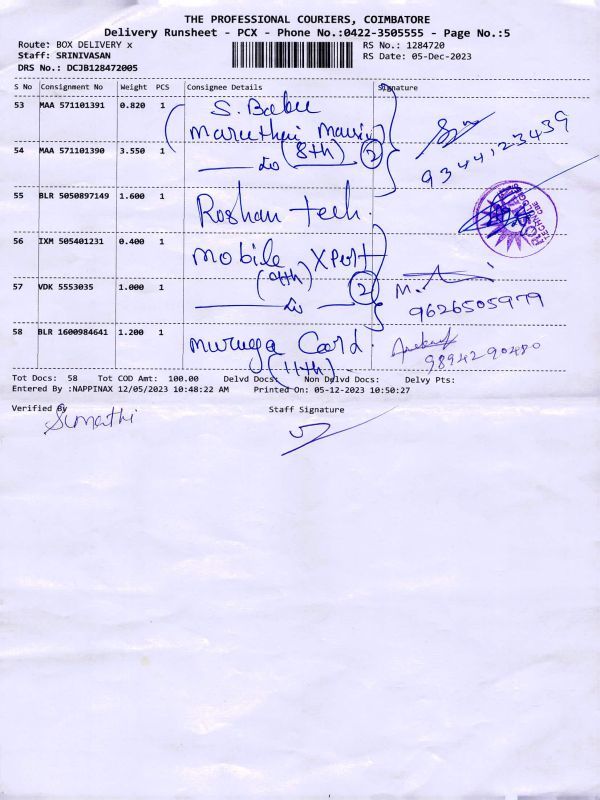 THE PROFESSIONAL COURIERS, COIMBATORE
Delivery Runsheet - PCX - Phone No.:0422-3505555 - Page No.:5
Route: BOX DELIVERY x
RS No.: 1284720
Staff: SRINIVASAN
RS Date: 05-Dec-2023
DRS No.: DCJB128472005
S No Consignment No Weight PCS Consignee Details Signature
53 MAA 571101391 0.820 1 S. Babu
9344123439
54 MAA 571101390 3.550 1 do (8th) 2
55 BLR 5050897149 1.600 1 Roshan tech.
56 IXM 505401231 0.400 1 Mobile Xpert
(9th)
57 VDK 5553035 1.000 1 do 2
9626505979
58 BLR 1600984641 1.200 1 Muruga Card.
(11th)
9894290480
Tot Docs: 58 Tot COD Amt: 100.00 Delvd Docs: Non Delvd Docs: Delvy Pts:
Entered By :NAPPINAX 12/05/2023 10:48:22 AM Printed On: 05-12-2023 10:50:27
Verified By
Staff Signature
Sumathi